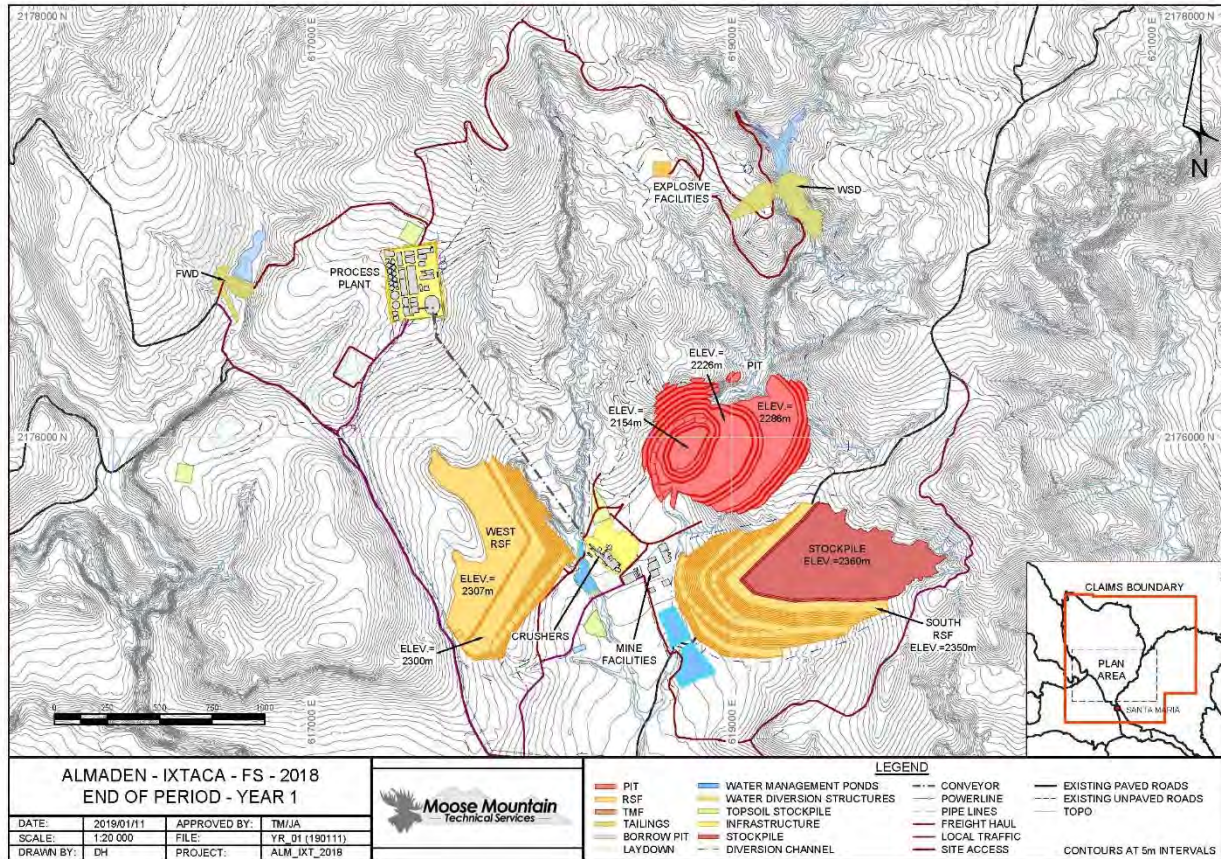 2178000 N
617000 E
619000 E
621000 E
2178000 N
N
EXPLOSIVE
FACILITIES
WSD
FWD
PROCESS
PLANT
ELEV.=
2226m
PIT
ELEV.=
2154m
ELEV.=
2286m
2176000 N
2176000 N
WEST
RSF
ELEV.=
2307m
STOCKPILE
ELEV.=2360m
ELEV.=
2300m
CRUSHERS
MINE
FACILITIES
SOUTH
RSF
ELEV.=2350m
CLAIMS BOUNDARY
PLAN
AREA
SANTA MARIA
0 250 500 750 1000
617000 E
619000 E
ALMADEN - IXTACA - FS - 2018
END OF PERIOD - YEAR 1
DATE: 2019/01/11 APPROVED BY: TM/JA
SCALE: 1:20 000 FILE: YR_01 (190111)
DRAWN BY: DH PROJECT: ALM_IXT_2018
Moose Mountain
Technical Services
LEGEND
PIT
RSF
TMF
TAILINGS
BORROW PIT
LAYDOWN
WATER MANAGEMENT PONDS
WATER DIVERSION STRUCTURES
TOPSOIL STOCKPILE
INFRASTRUCTURE
STOCKPILE
DIVERSION CHANNEL
CONVEYOR
POWERLINE
PIPE LINES
FREIGHT HAUL
LOCAL TRAFFIC
SITE ACCESS
EXISTING PAVED ROADS
EXISTING UNPAVED ROADS
TOPO
CONTOURS AT 5m INTERVALS